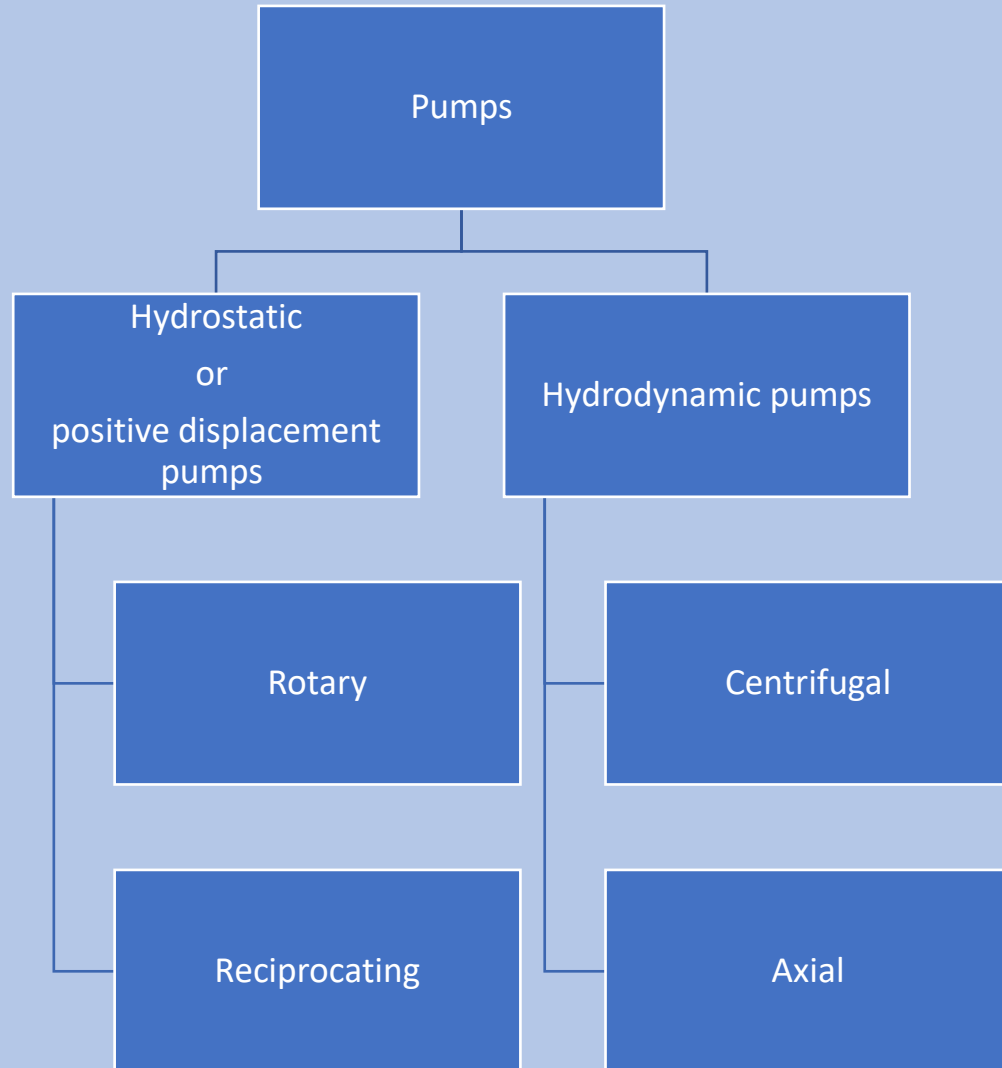 Pumps
Hydrostatic
or
positive displacement
pumps
Hydrodynamic pumps
Rotary
Centrifugal
Reciprocating
Axial